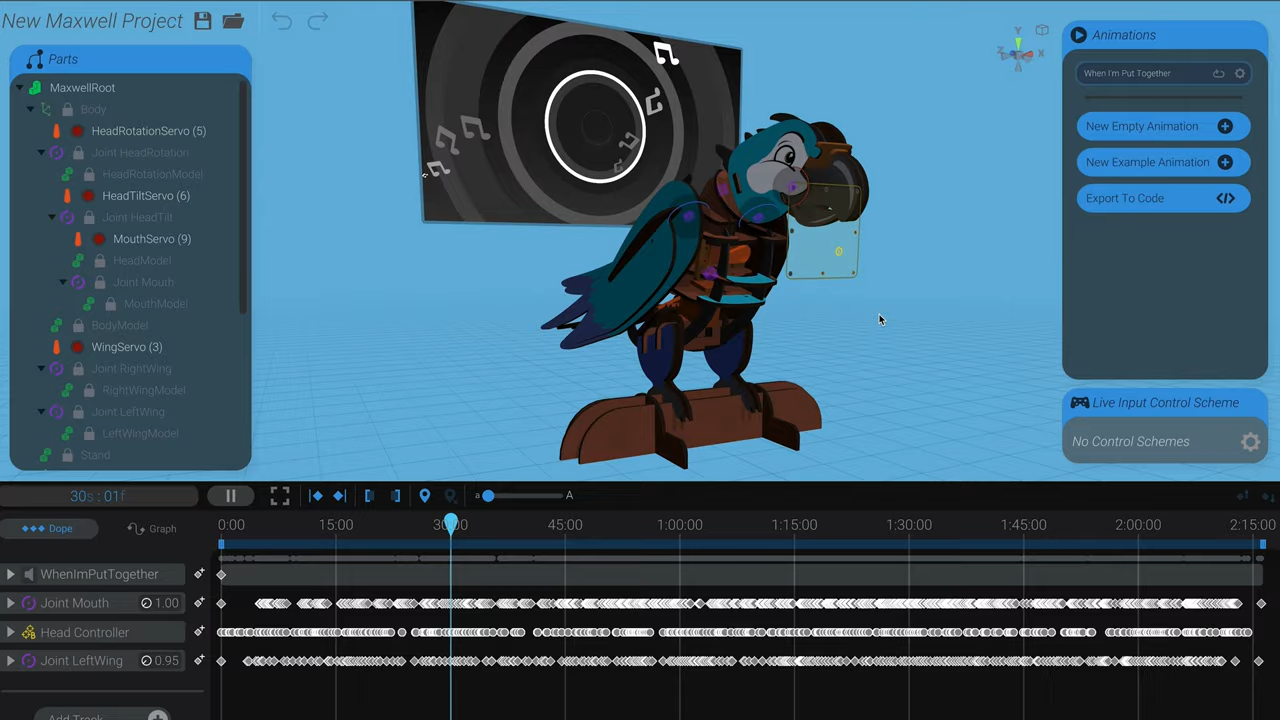 New Maxwell Project
Parts
MaxwellRoot
Body
HeadRotationServo (5)
Joint HeadRotation
HeadRotationModel
HeadTiltServo (6)
Joint HeadTilt
MouthServo (9)
HeadModel
Joint Mouth
MouthModel
BodyModel
WingServo (3)
Joint RightWing
RightWingModel
Joint LeftWing
LeftWingModel
Stand
Y
X
Animations
When I'm Put Together
New Empty Animation
New Example Animation
Export To Code </>
Live Input Control Scheme
No Control Schemes
30s : 01f
a A
Dope Graph
0:00 15:00 30:00 45:00 1:00:00 1:15:00 1:30:00 1:45:00 2:00:00 2:15:00
WhenImPutTogether
Joint Mouth 1.00
Head Controller
Joint LeftWing 0.95
Add Track